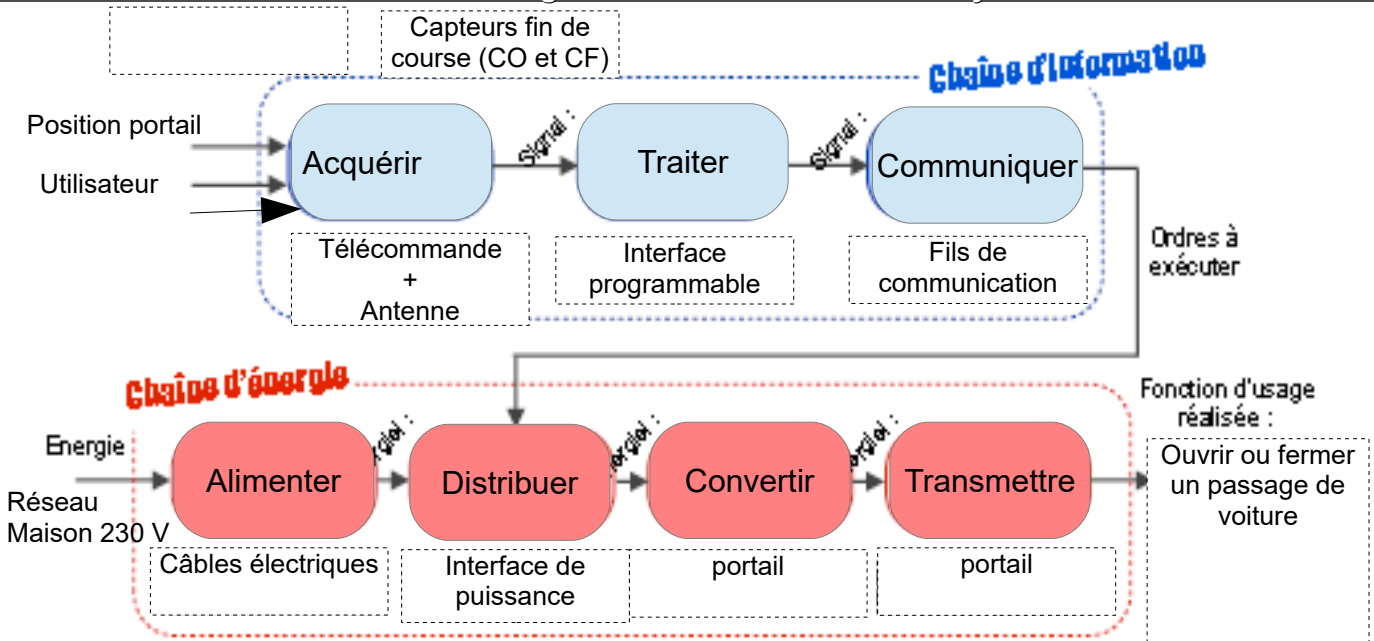 Capteurs fin de
course (CO et CF)
Chaîne d'information
Position portail
Utilisateur
Acquérir
Signal :
Traiter
Signal :
Communiquer
Télécommande
+
Antenne
Interface
programmable
Fils de
communication
Ordres à
exécuter
Chaîne d'énergie
Fonction d'usage
réalisée :
Energie
Alimenter
Distribuer
Convertir
Transmettre
Réseau
Maison 230 V
Câbles électriques
Interface de
puissance
portail
portail
Ouvrir ou fermer
un passage de
voiture